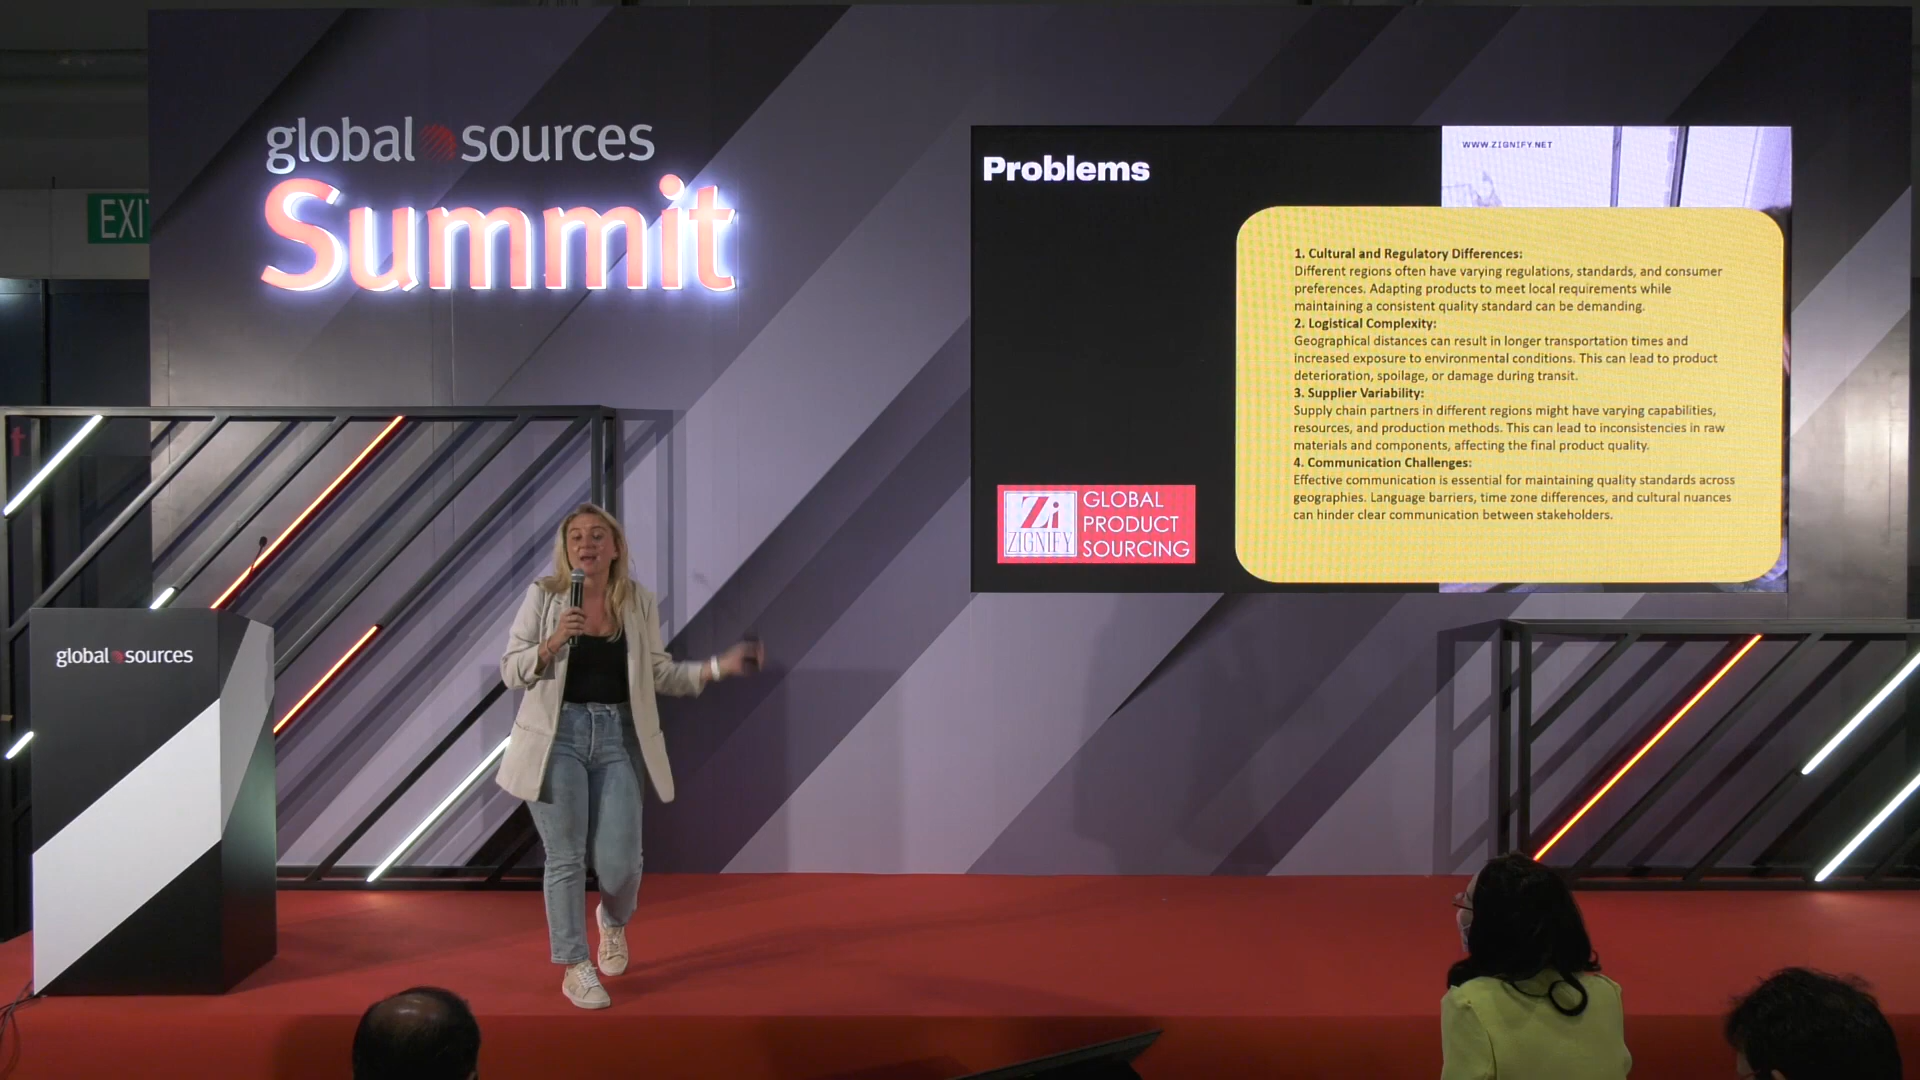 global sources
Summit
EXI
Problems
WWW.ZIGNIFY.NET
1. Cultural and Regulatory Differences:
Different regions often have varying regulations, standards, and consumer
preferences. Adapting products to meet local requirements while
maintaining a consistent quality standard can be demanding.
2. Logistical Complexity:
Geographical distances can result in longer transportation times and
increased exposure to environmental conditions. This can lead to product
deterioration, spoilage, or damage during transit.
3. Supplier Variability:
Supply chain partners in different regions might have varying capabilities,
resources, and production methods. This can lead to inconsistencies in raw
materials and components, affecting the final product quality.
4. Communication Challenges:
Effective communication is essential for maintaining quality standards across
geographies. Language barriers, time zone differences, and cultural nuances
can hinder clear communication between stakeholders.
Zi
ZIGNIFY
GLOBAL
PRODUCT
SOURCING
t
global sources